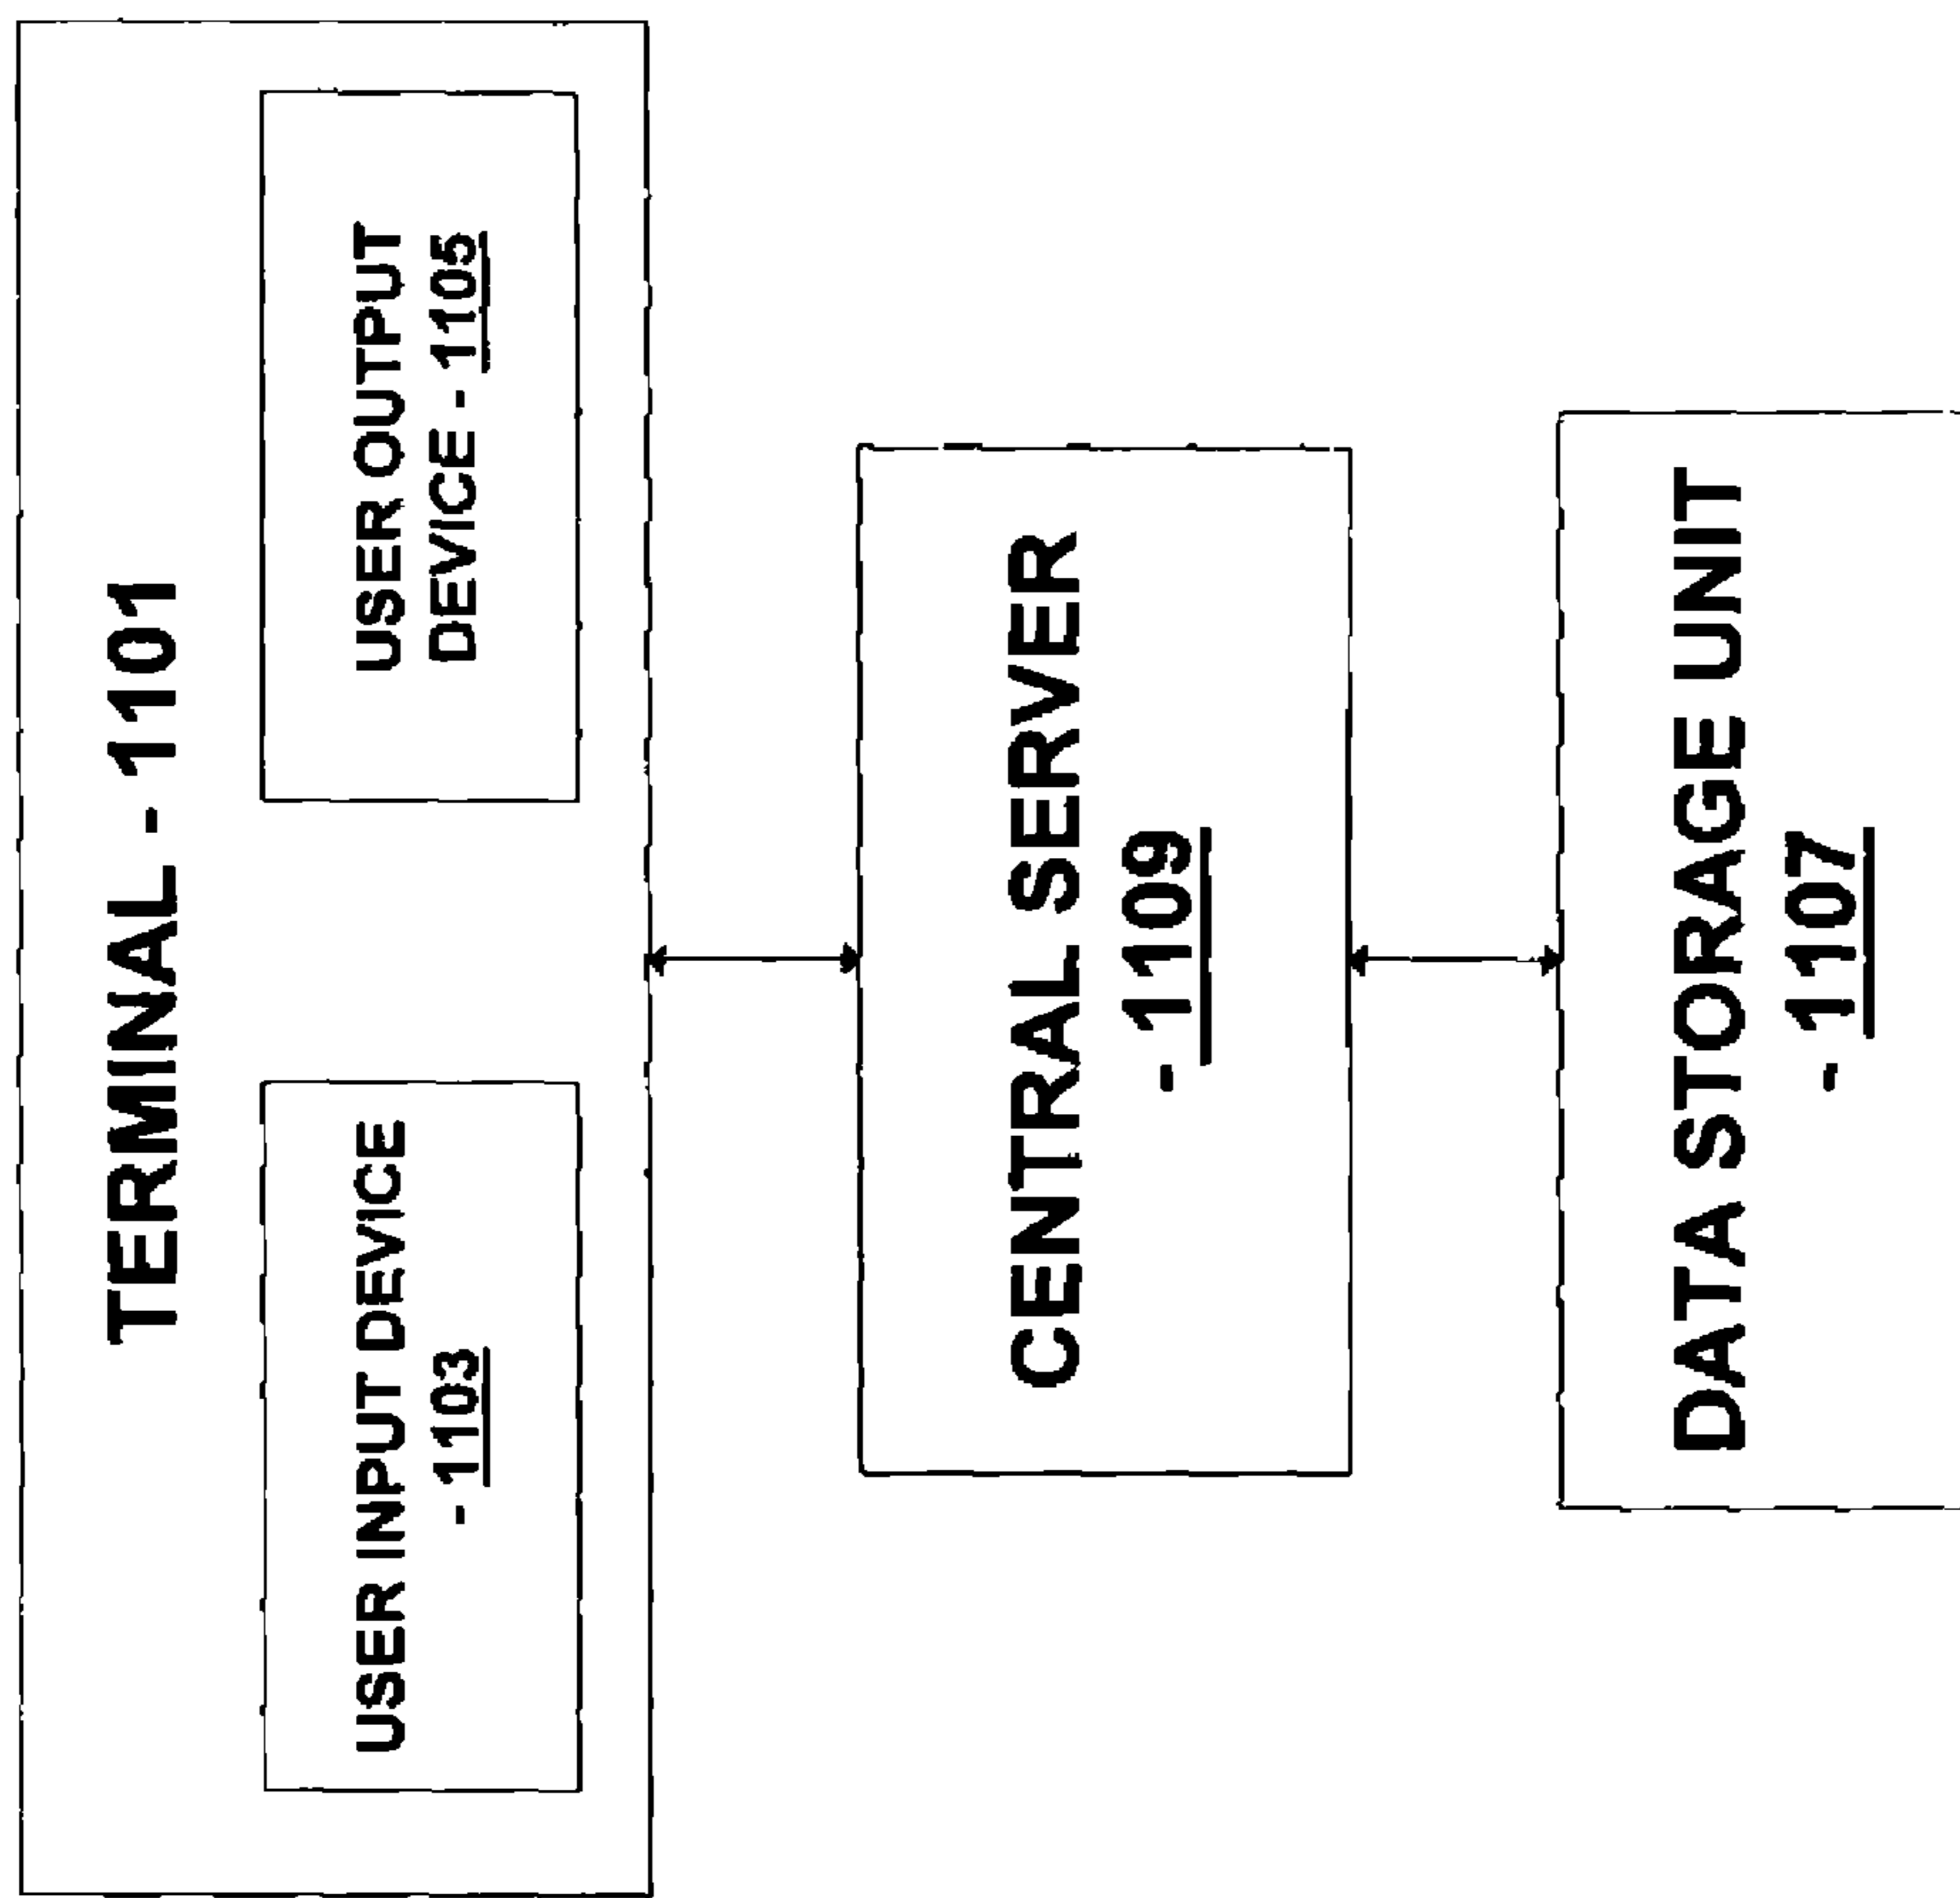 TERMINAL - 1101
USER INPUT DEVICE
- 1103
USER OUTPUT
DEVICE - 1105
CENTRAL SERVER
- 1109
DATA STORAGE UNIT
- 1107